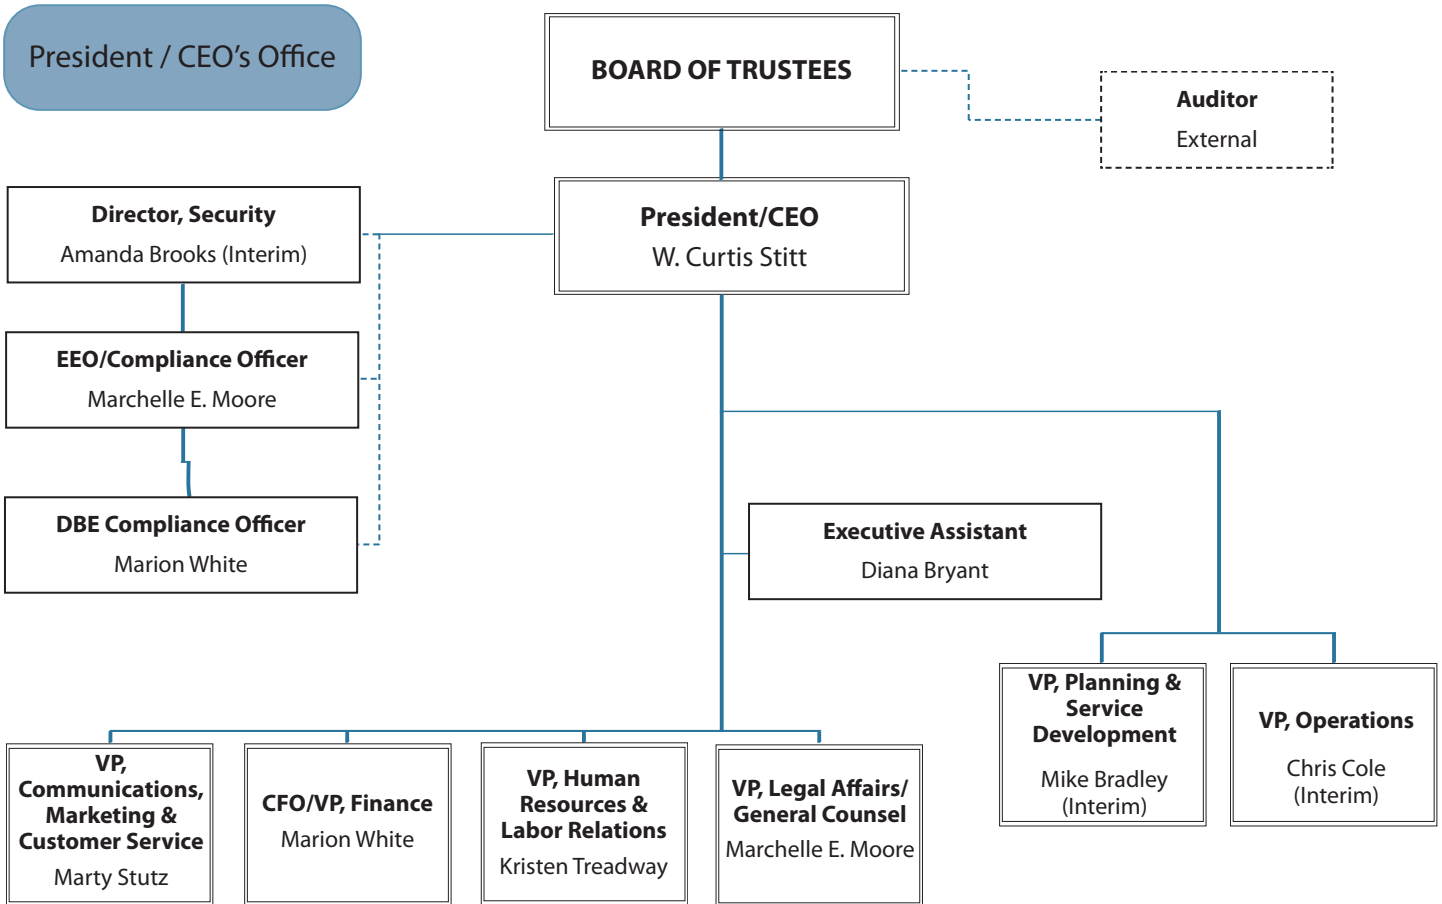 President / CEO’s Office
BOARD OF TRUSTEES
Auditor
External
President/CEO
W. Curtis Stitt
Director, Security
Amanda Brooks (Interim)
EEO/Compliance Officer
Marchelle E. Moore
DBE Compliance Officer
Marion White
Executive Assistant
Diana Bryant
VP, Planning &
Service
Development
Mike Bradley
(Interim)
VP, Operations
Chris Cole
(Interim)
VP,
Communications,
Marketing &
Customer Service
Marty Stutz
CFO/VP, Finance
Marion White
VP, Human
Resources &
Labor Relations
Kristen Treadway
VP, Legal Affairs/
General Counsel
Marchelle E. Moore